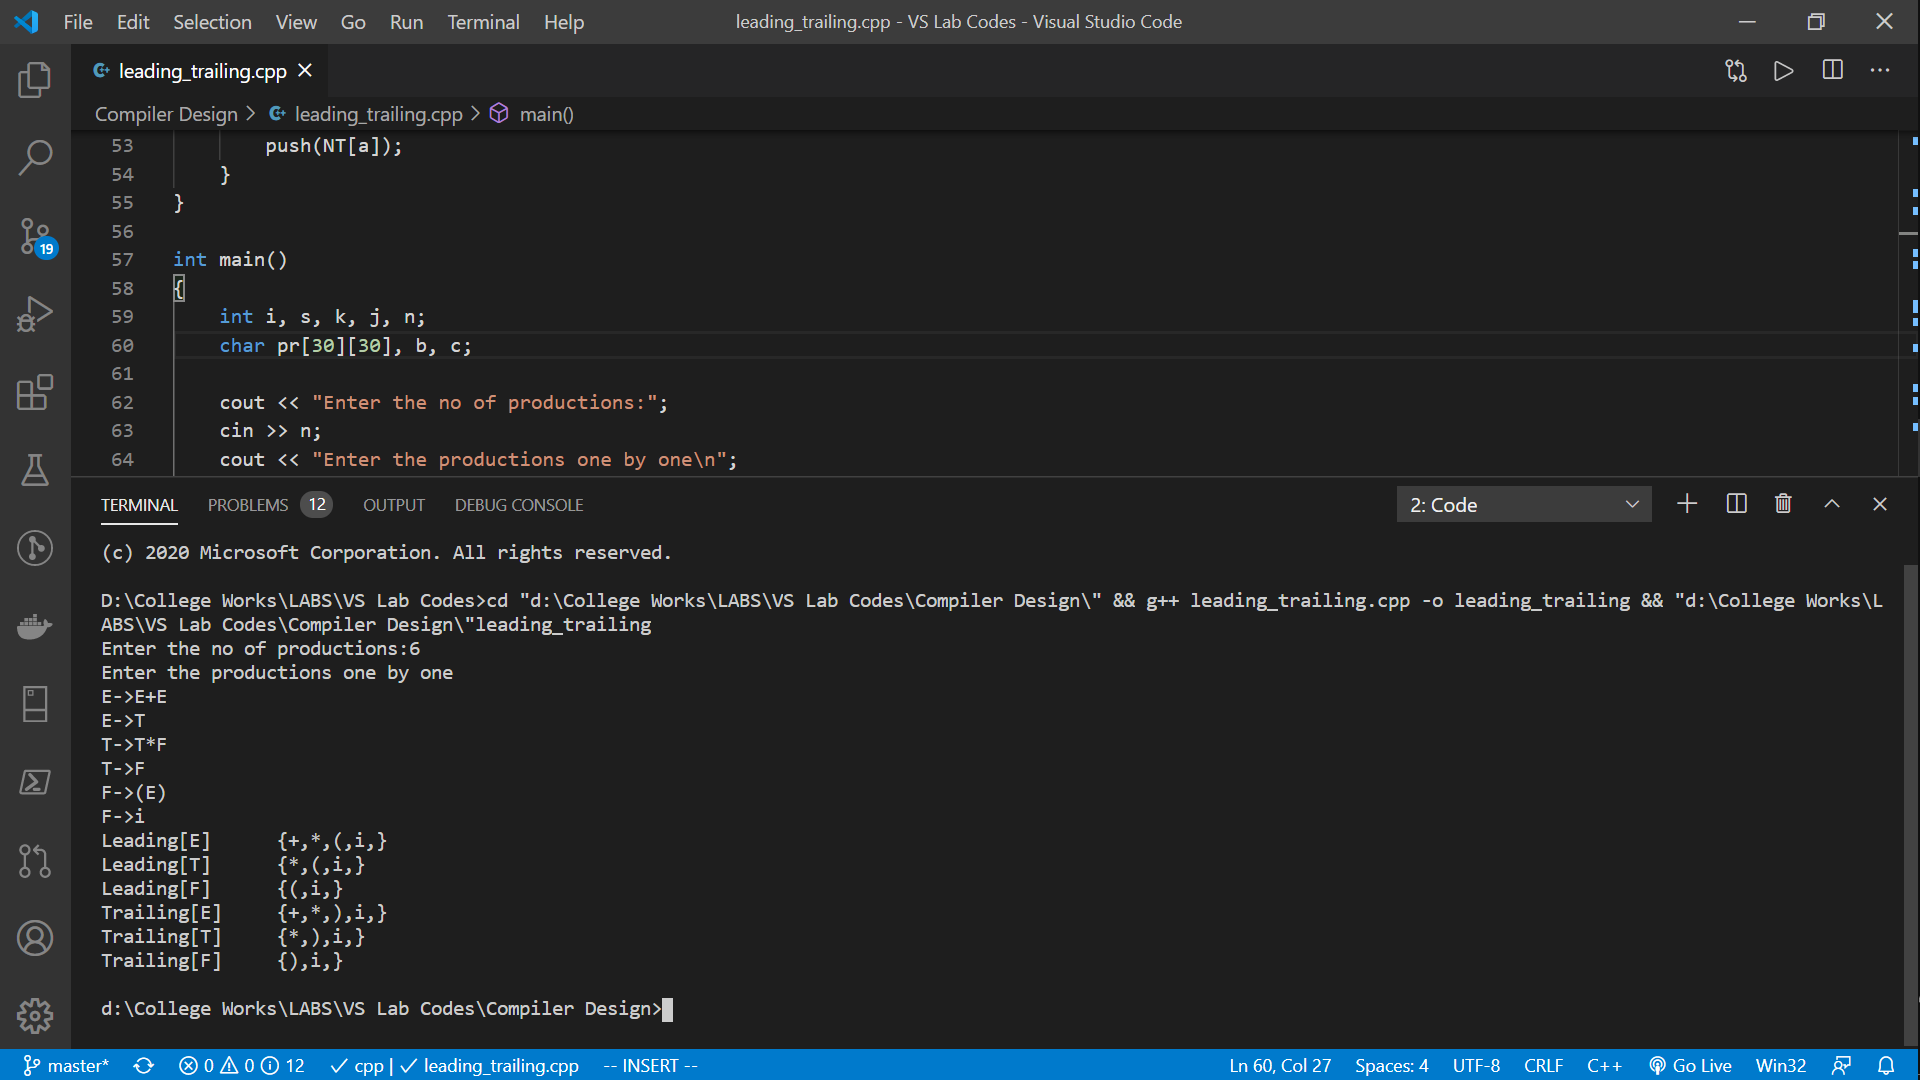 File Edit Selection View Go Run Terminal Help leading_trailing.cpp - VS Lab Codes - Visual Studio Code
leading_trailing.cpp
Compiler Design > leading_trailing.cpp > main()
53 push(NT[a]);
54 }
55 }
56
57 int main()
58 {
59 int i, s, k, j, n;
60 char pr[30][30], b, c;
61
62 cout << "Enter the no of productions:";
63 cin >> n;
64 cout << "Enter the productions one by one\n";
19
TERMINAL PROBLEMS 12 OUTPUT DEBUG CONSOLE 2: Code
(c) 2020 Microsoft Corporation. All rights reserved.
D:\College Works\LABS\VS Lab Codes>cd "d:\College Works\LABS\VS Lab Codes\Compiler Design\" && g++ leading_trailing.cpp -o leading_trailing && "d:\College Works\L
ABS\VS Lab Codes\Compiler Design\"leading_trailing
Enter the no of productions:6
Enter the productions one by one
E->E+E
E->T
T->T*F
T->F
F->(E)
F->i
Leading[E] {+,*,(,i,}
Leading[T] {*,(,i,}
Leading[F] {(,i,}
Trailing[E] {+,*,),i,}
Trailing[T] {*,),i,}
Trailing[F] {),i,}
d:\College Works\LABS\VS Lab Codes\Compiler Design>
master* 0 0 12 cpp | leading_trailing.cpp -- INSERT -- Ln 60, Col 27 Spaces: 4 UTF-8 CRLF C++ Go Live Win32